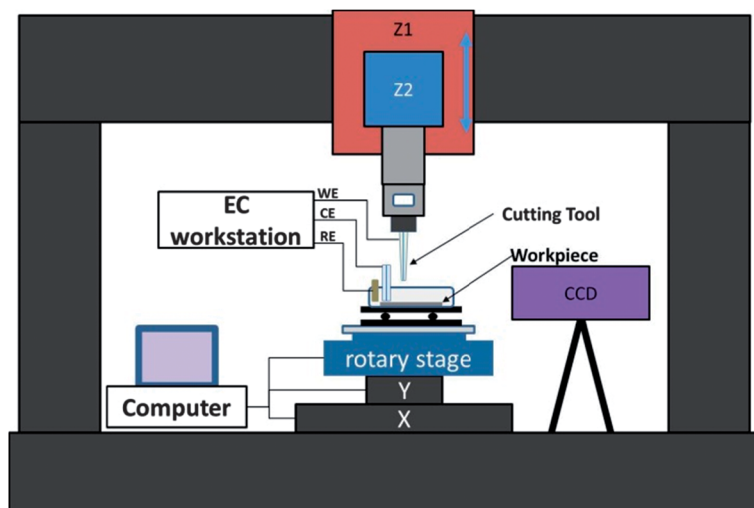 Z1
Z2
WE
EC
workstation
CE
RE
Cutting Tool
Workpiece
CCD
rotary stage
Computer
Y
X